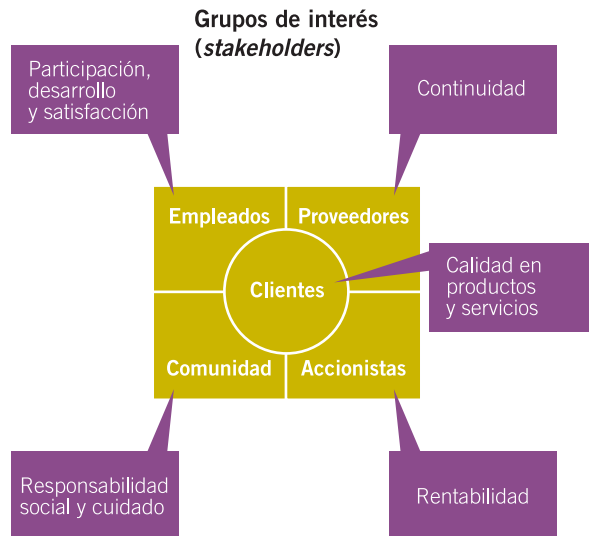 Grupos de interés
(stakeholders)
Participación,
desarrollo
y satisfacción
Continuidad
Empleados
Proveedores
Clientes
Calidad en
productos
y servicios
Comunidad
Accionistas
Responsabilidad
social y cuidado
Rentabilidad